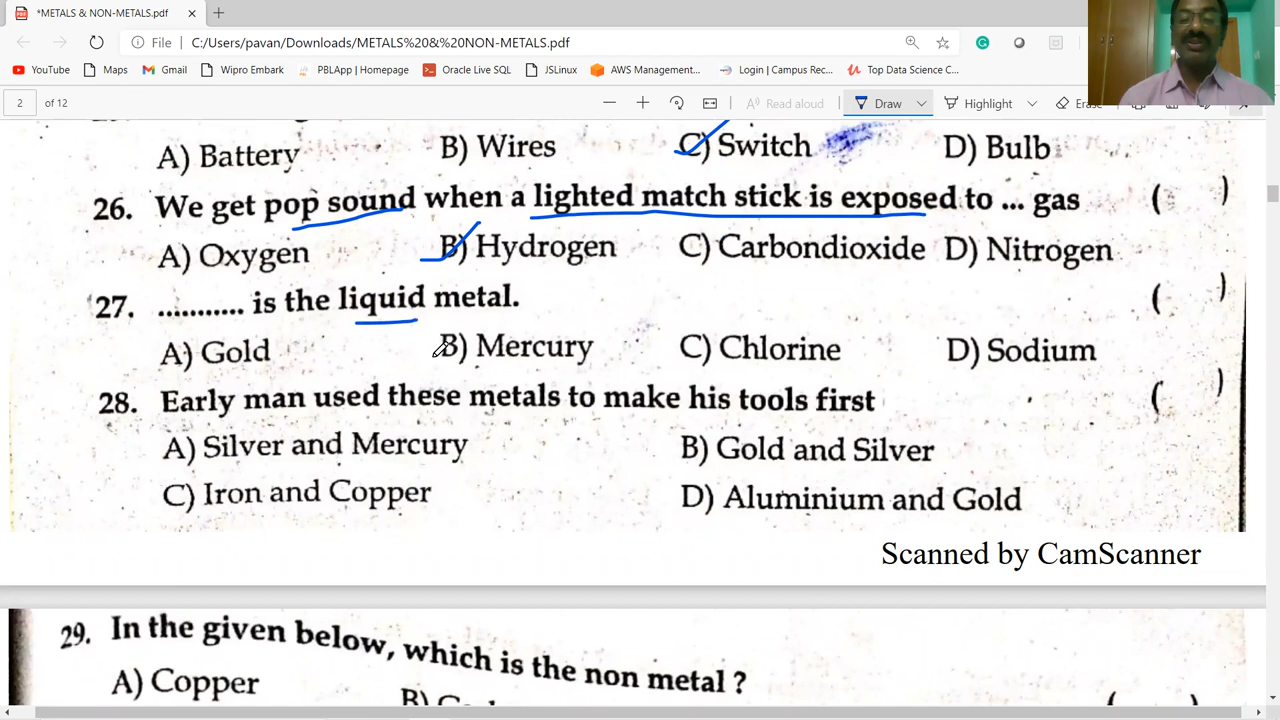 *METALS & NON-METALS.pdf
File C:/Users/pavan/Downloads/METALS%20&%20NON-METALS.pdf
YouTube Maps Gmail Wipro Embark PBLApp | Homepage Oracle Live SQL JSLinux AWS Management... Login | Campus Rec... Top Data Science C...
2 of 12 Read aloud Draw Highlight
A) Battery B) Wires C) Switch D) Bulb
26. We get pop sound when a lighted match stick is exposed to ... gas ( )
A) Oxygen B) Hydrogen C) Carbondioxide D) Nitrogen
27. ........... is the liquid metal. ( )
A) Gold B) Mercury C) Chlorine D) Sodium
28. Early man used these metals to make his tools first ( )
A) Silver and Mercury B) Gold and Silver
C) Iron and Copper D) Aluminium and Gold
Scanned by CamScanner
29. In the given below, which is the non metal ?
A) Copper